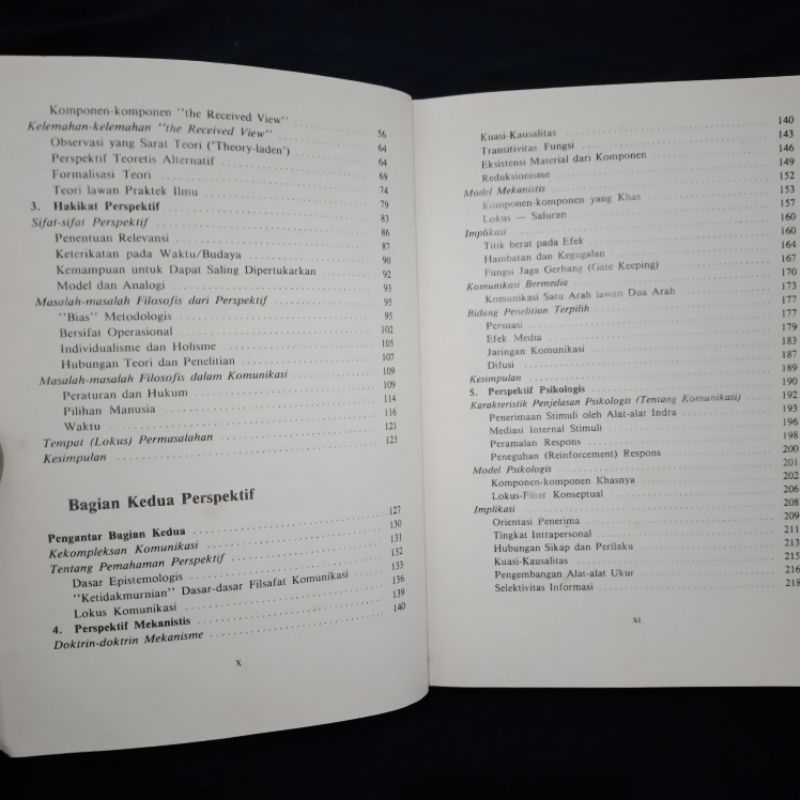 Komponen-komponen "the Received View" 56
Kelemahan-kelemahan "the Received View" 64
Observasi yang Sarat Teori ('Theory-laden') 64
Perspektif Teoretis Alternatif 69
Formalisasi Teori 74
Teori lawan Praktek Ilmu 79
3. Hakikat Perspektif 83
Sifat-sifat Perspektif 86
Penentuan Relevansi 87
Keterikatan pada Waktu/Budaya 90
Kemampuan untuk Dapat Saling Dipertukarkan 92
Model dan Analogi 93
Masalah-masalah Filosofis dari Perspektif 95
"Bias" Metodologis 95
Bersifat Operasional 102
Individualisme dan Holisme 105
Hubungan Teori dan Penelitian 107
Masalah-masalah Filosofis dalam Komunikasi 109
Peraturan dan Hukum 109
Pilihan Manusia 114
Waktu 116
Tempat (Lokus) Permasalahan 121
Kesimpulan 123
Bagian Kedua Perspektif
Pengantar Bagian Kedua 127
Kekompleksan Komunikasi 130
Tentang Pemahaman Perspektif 131
Dasar Epistemologis 132
"Ketidakmurnian" Dasar-dasar Filsafat Komunikasi 133
Lokus Komunikasi 136
4. Perspektif Mekanistis 139
Doktrin-doktrin Mekanisme 140
x
Kuasi-Kausalitas 140
Transitivitas Fungsi 143
Eksistensi Material dari Komponen 146
Reduksionisme 149
Model Mekanistis 152
Komponen-komponen yang Khas 153
Lokus — Saluran 157
Implikasi 160
Titik berat pada Efek 160
Hambatan dan Kegagalan 164
Fungsi Jaga Gerbang (Gate Keeping) 167
Komunikasi Bermedia 170
Komunikasi Satu Arah lawan Dua Arah 173
Bidang Penelitian Terpilih 177
Persuasi 177
Efek Media 179
Jaringan Komunikasi 183
Difusi 187
Kesimpulan 189
5. Perspektif Psikologis 190
Karakteristik Penjelasan Psikologis (Tentang Komunikasi) 192
Penerimaan Stimuli oleh Alat-alat Indra 193
Mediasi Internal Stimuli 196
Peramalan Respons 198
Peneguhan (Reinforcement) Respons 200
Model Psikologis 201
Komponen-komponen Khasnya 202
Lokus-Filter Konseptual 206
Implikasi 208
Orientasi Penerima 209
Tingkat Intrapersonal 211
Hubungan Sikap dan Perilaku 213
Kuasi-Kausalitas 215
Pengembangan Alat-alat Ukur 216
Selektivitas Informasi 218
xi